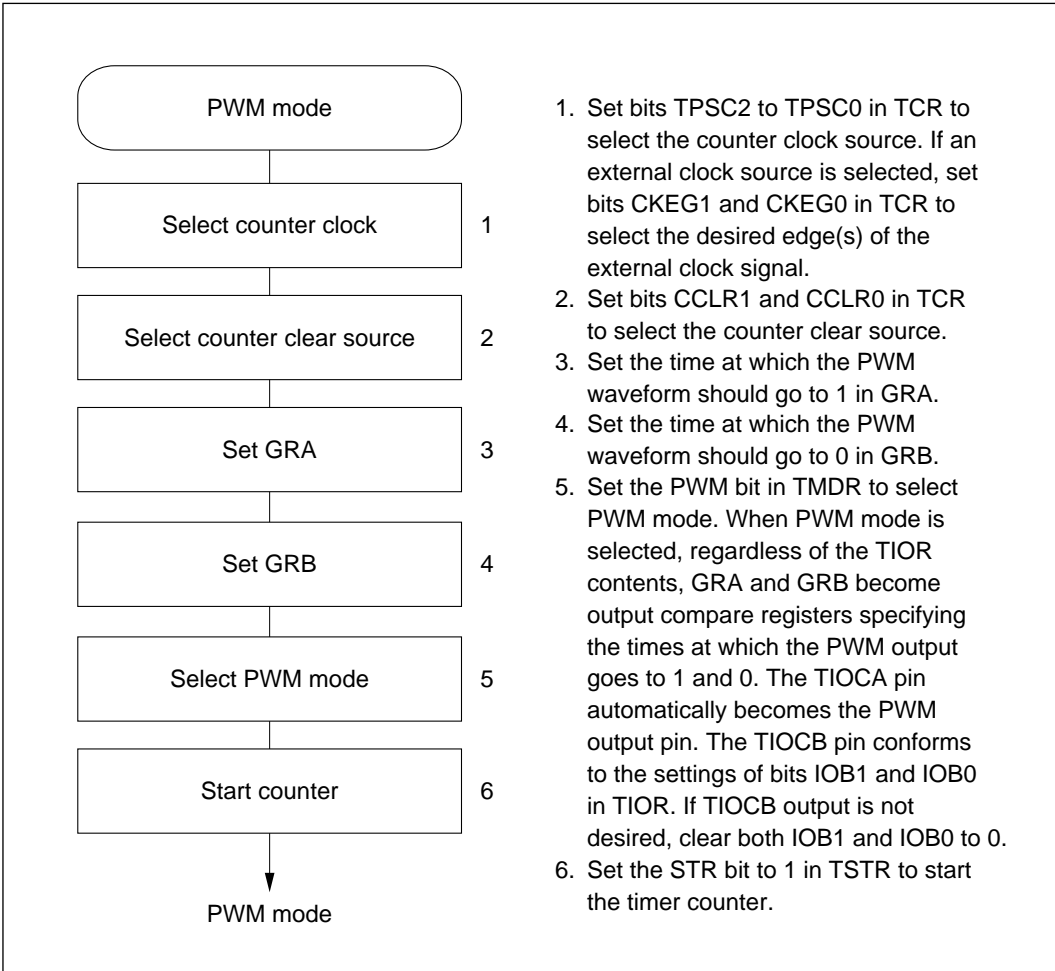 PWM mode
Select counter clock
1
Select counter clear source
2
Set GRA
3
Set GRB
4
Select PWM mode
5
Start counter
6
PWM mode
1. Set bits TPSC2 to TPSC0 in TCR to
select the counter clock source. If an
external clock source is selected, set
bits CKEG1 and CKEG0 in TCR to
select the desired edge(s) of the
external clock signal.
2. Set bits CCLR1 and CCLR0 in TCR
to select the counter clear source.
3. Set the time at which the PWM
waveform should go to 1 in GRA.
4. Set the time at which the PWM
waveform should go to 0 in GRB.
5. Set the PWM bit in TMDR to select
PWM mode. When PWM mode is
selected, regardless of the TIOR
contents, GRA and GRB become
output compare registers specifying
the times at which the PWM output
goes to 1 and 0. The TIOCA pin
automatically becomes the PWM
output pin. The TIOCB pin conforms
to the settings of bits IOB1 and IOB0
in TIOR. If TIOCB output is not
desired, clear both IOB1 and IOB0 to 0.
6. Set the STR bit to 1 in TSTR to start
the timer counter.